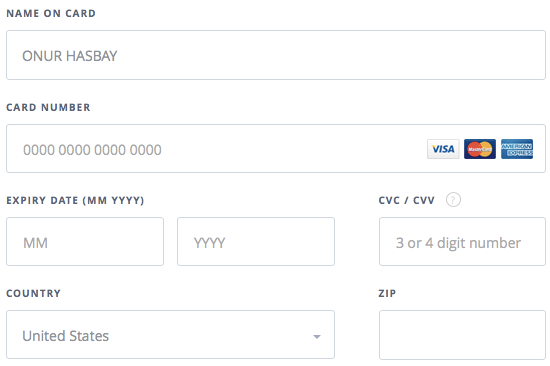 NAME ON CARD
ONUR HASBAY
CARD NUMBER
0000 0000 0000 0000 VISA MasterCard AMERICAN EXPRESS
EXPIRY DATE (MM YYYY) CVC / CVV ?
MM YYYY 3 or 4 digit number
COUNTRY ZIP
United States